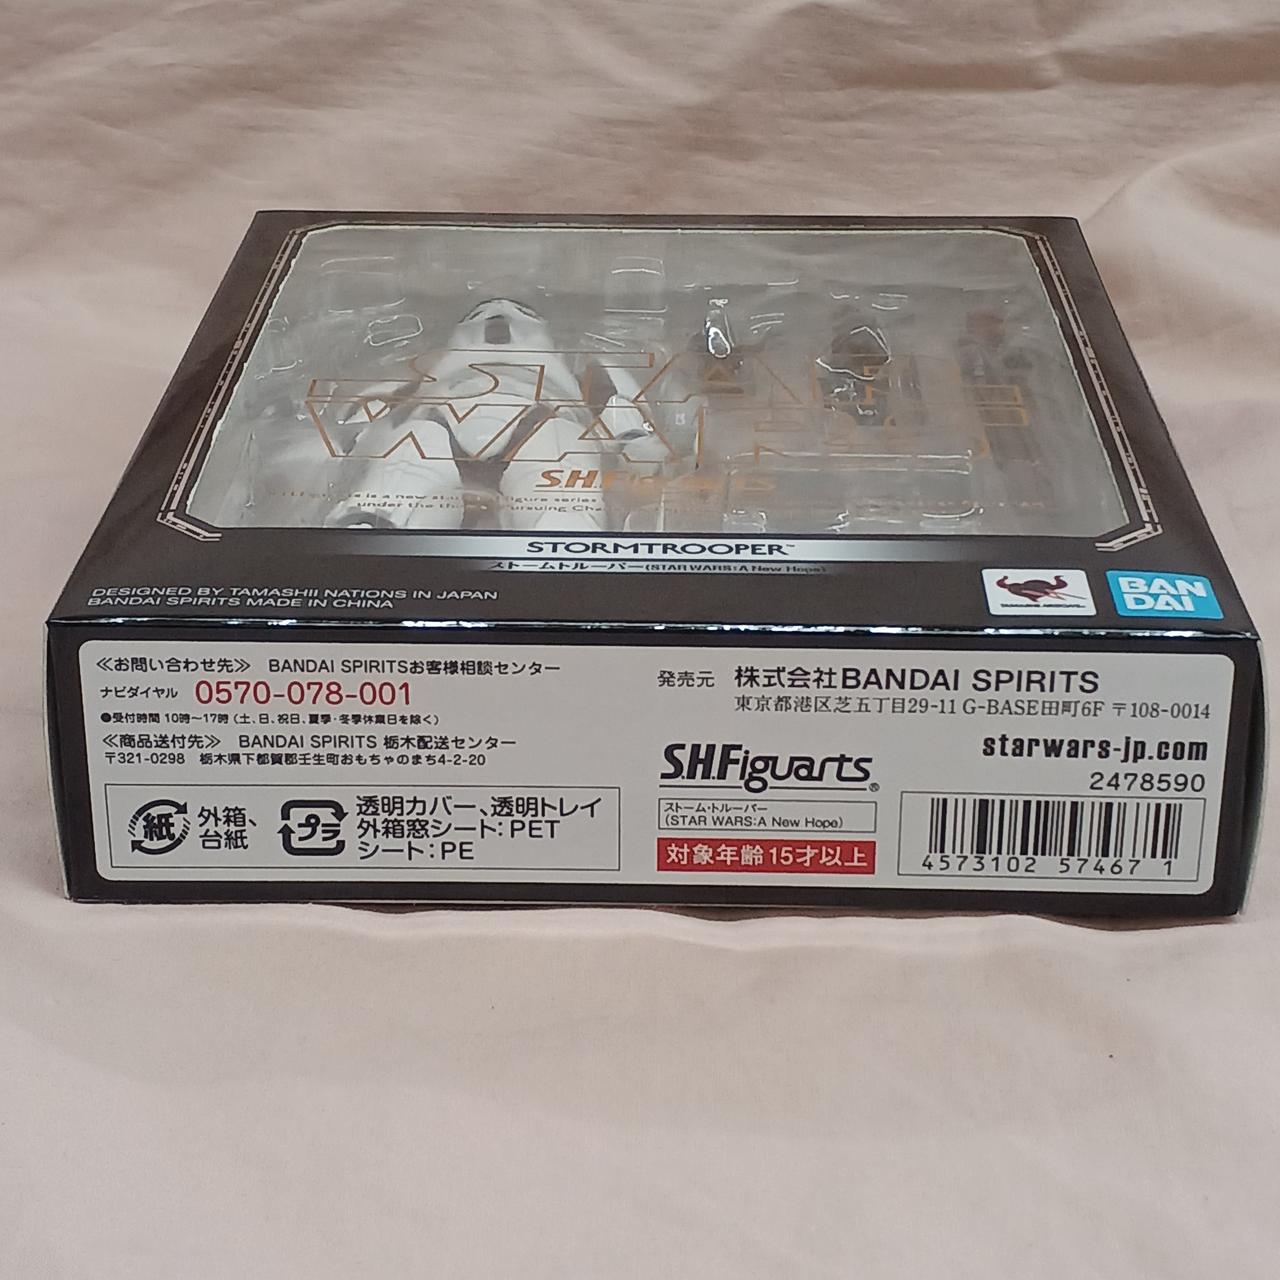 STAR
WARS
S.H.Figuarts
STORMTROOPER™
ストームトルーパー(STAR WARS:A New Hope)
DESIGNED BY TAMASHII NATIONS IN JAPAN
BANDAI SPIRITS MADE IN CHINA
TAMASHII NATIONS
BAN
DAI
≪お問い合わせ先≫ BANDAI SPIRITSお客様相談センター
ナビダイヤル 0570-078-001
●受付時間 10時～17時(土、日、祝日、夏季・冬季休業日を除く)
≪商品送付先≫ BANDAI SPIRITS 栃木配送センター
〒321-0298 栃木県下都賀郡壬生町おもちゃのまち4-2-20
紙 外箱、
台紙
プラ 透明カバー、透明トレイ
外箱窓シート:PET
シート:PE
発売元 株式会社BANDAI SPIRITS
東京都港区芝五丁目29-11 G-BASE田町6F 〒108-0014
starwars-jp.com
2478590
S.H.Figuarts®
ストーム・トルーパー
(STAR WARS:A New Hope)
対象年齢15才以上
4573102 57467 1